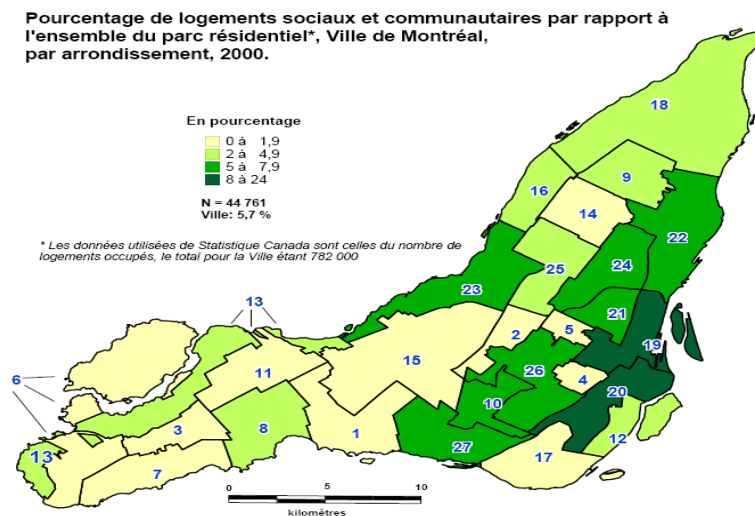 Pourcentage de logements sociaux et communautaires par rapport à
l'ensemble du parc résidentiel*, Ville de Montréal,
par arrondissement, 2000.
En pourcentage
0 à 1,9
2 à 4,9
5 à 7,9
8 à 24
N = 44 761
Ville: 5,7 %
* Les données utilisées de Statistique Canada sont celles du nombre de
logements occupés, le total pour la Ville étant 782 000
18
9
16
14
22
25
24
23
13
21
2
5
19
15
6
26
11
4
20
10
3
8
1
12
13
27
17
7
0
5
10
kilomètres